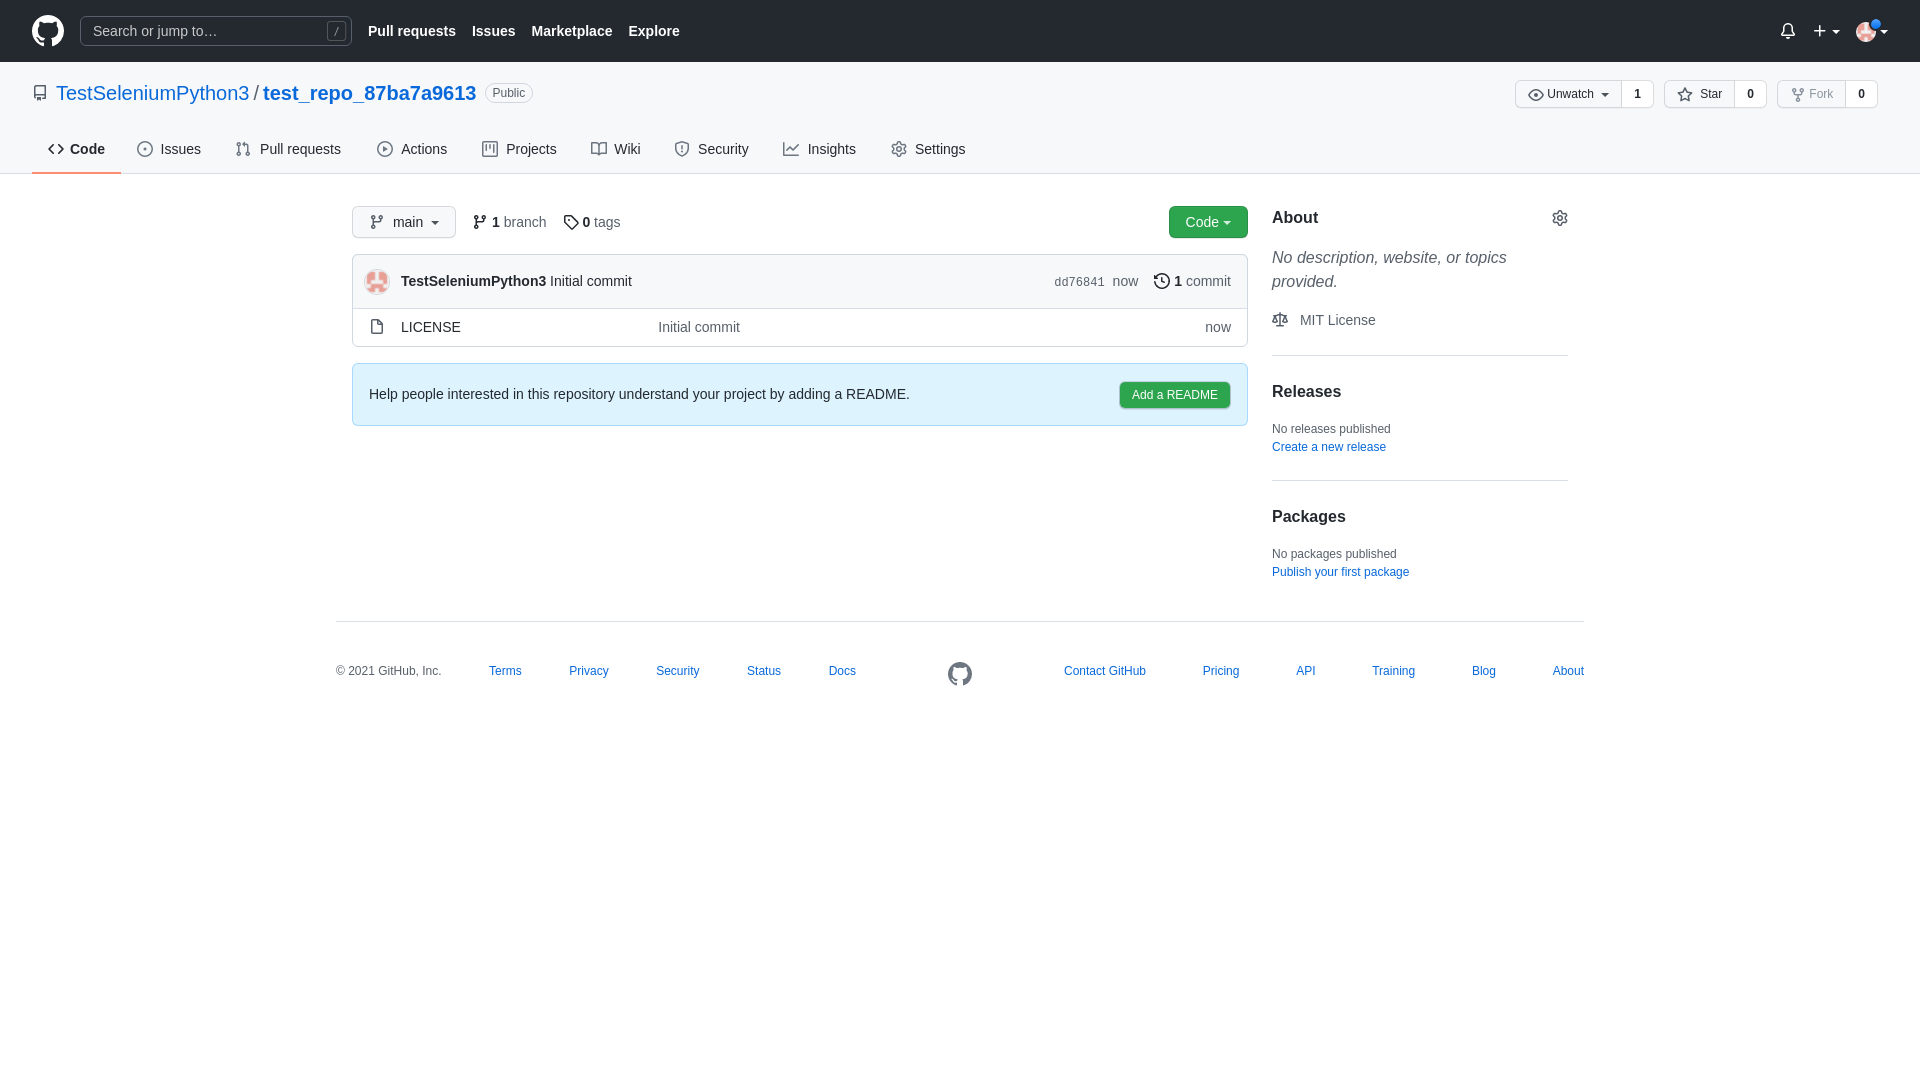 Search or jump to… /
Pull requests Issues Marketplace Explore
TestSeleniumPython3 / test_repo_87ba7a9613 Public
Unwatch 1 Star 0 Fork 0
Code Issues Pull requests Actions Projects Wiki Security Insights Settings
main 1 branch 0 tags Code
TestSeleniumPython3 Initial commit dd76841 now 1 commit
LICENSE Initial commit now
Help people interested in this repository understand your project by adding a README. Add a README
About
No description, website, or topics
provided.
MIT License
Releases
No releases published
Create a new release
Packages
No packages published
Publish your first package
© 2021 GitHub, Inc. Terms Privacy Security Status Docs Contact GitHub Pricing API Training Blog About